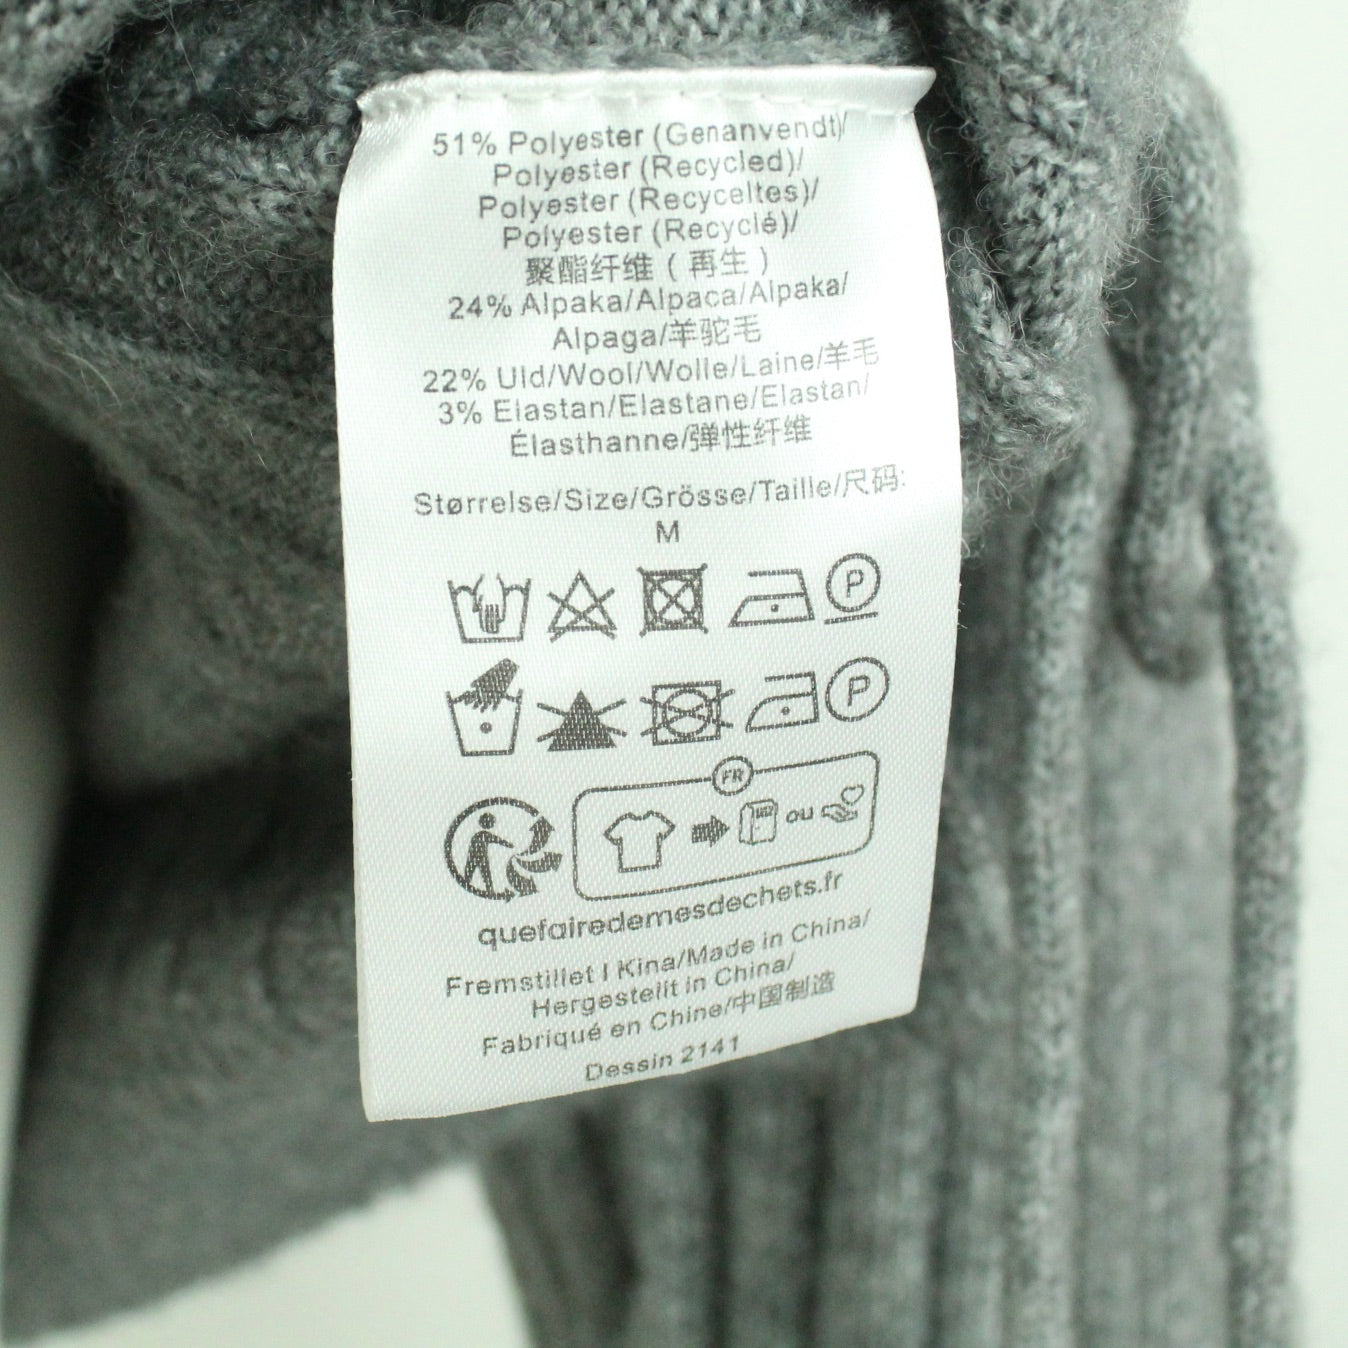 51% Polyester (Genanvendt)/
Polyester (Recycled)/
Polyester (Recyceltes)/
Polyester (Recyclé)/
聚酯纤维（再生）
24% Alpaka/Alpaca/Alpaka/
Alpaga/羊驼毛
22% Uld/Wool/Wolle/Laine/羊毛
3% Elastan/Elastane/Elastan/
Élasthanne/弹性纤维
Størrelse/Size/Grösse/Taille/尺码:
M
P
P
FR
ou
quefairedemesdechets.fr
Fremstillet I Kina/Made in China/
Hergestellt in China/
Fabriqué en Chine/中国制造
Dessin 2141